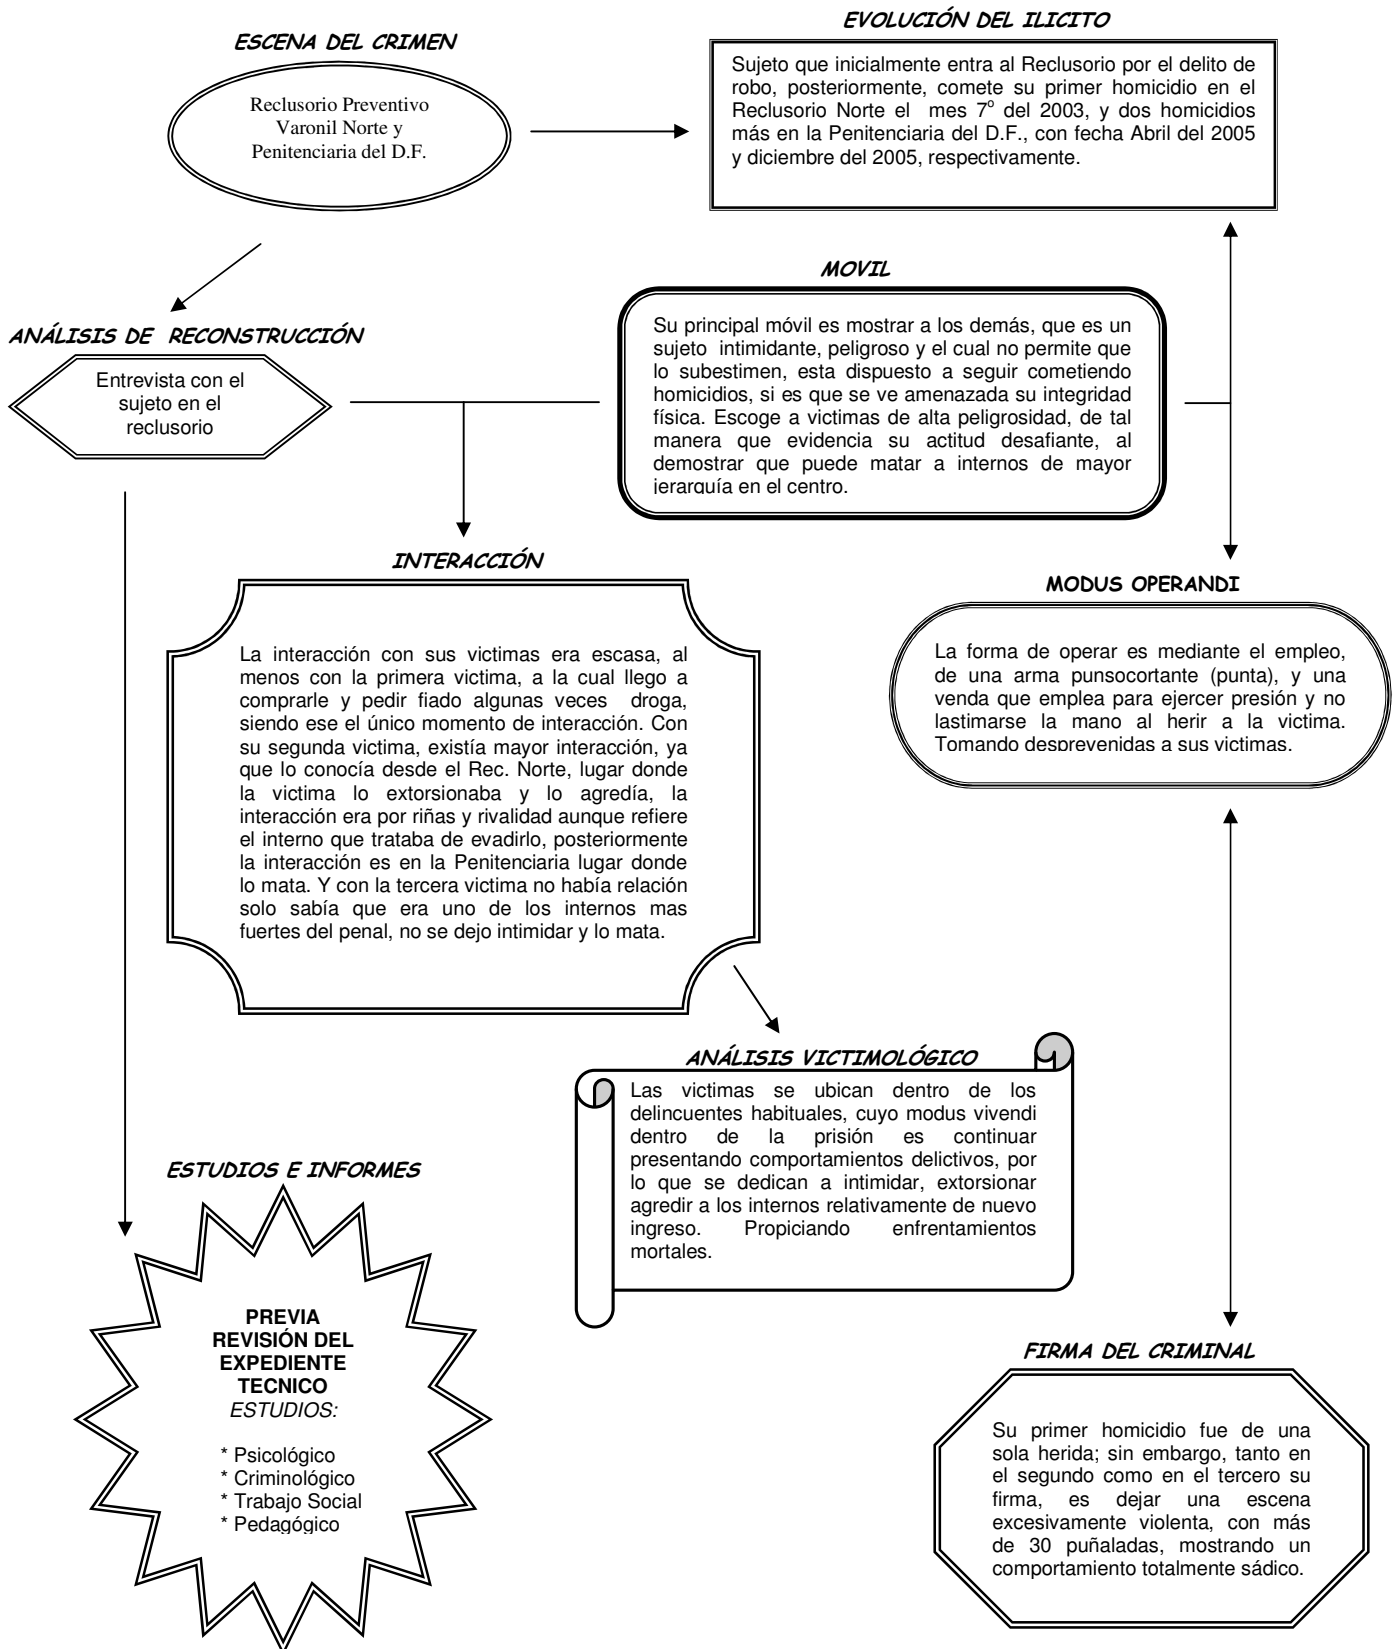 ESCENA DEL CRIMEN
Reclusorio Preventivo
Varonil Norte y
Penitenciaria del D.F.
EVOLUCIÓN DEL ILICITO
Sujeto que inicialmente entra al Reclusorio por el delito de
robo, posteriormente, comete su primer homicidio en el
Reclusorio Norte el mes 7º del 2003, y dos homicidios
más en la Penitenciaria del D.F., con fecha Abril del 2005
y diciembre del 2005, respectivamente.
ANÁLISIS DE RECONSTRUCCIÓN
Entrevista con el
sujeto en el
reclusorio
MOVIL
Su principal móvil es mostrar a los demás, que es un
sujeto intimidante, peligroso y el cual no permite que
lo subestimen, esta dispuesto a seguir cometiendo
homicidios, si es que se ve amenazada su integridad
física. Escoge a victimas de alta peligrosidad, de tal
manera que evidencia su actitud desafiante, al
demostrar que puede matar a internos de mayor
jerarquía en el centro.
INTERACCIÓN
La interacción con sus victimas era escasa, al
menos con la primera victima, a la cual llego a
comprarle y pedir fiado algunas veces droga,
siendo ese el único momento de interacción. Con
su segunda victima, existía mayor interacción, ya
que lo conocía desde el Rec. Norte, lugar donde
la victima lo extorsionaba y lo agredía, la
interacción era por riñas y rivalidad aunque refiere
el interno que trataba de evadirlo, posteriormente
la interacción es en la Penitenciaria lugar donde
lo mata. Y con la tercera victima no había relación
solo sabía que era uno de los internos mas
fuertes del penal, no se dejo intimidar y lo mata.
MODUS OPERANDI
La forma de operar es mediante el empleo,
de una arma punsocortante (punta), y una
venda que emplea para ejercer presión y no
lastimarse la mano al herir a la victima.
Tomando desprevenidas a sus victimas.
ANÁLISIS VICTIMOLÓGICO
Las victimas se ubican dentro de los
delincuentes habituales, cuyo modus vivendi
dentro de la prisión es continuar
presentando comportamientos delictivos, por
lo que se dedican a intimidar, extorsionar
agredir a los internos relativamente de nuevo
ingreso. Propiciando enfrentamientos
mortales.
ESTUDIOS E INFORMES
PREVIA
REVISIÓN DEL
EXPEDIENTE
TECNICO
ESTUDIOS:
* Psicológico
* Criminológico
* Trabajo Social
* Pedagógico
FIRMA DEL CRIMINAL
Su primer homicidio fue de una
sola herida; sin embargo, tanto en
el segundo como en el tercero su
firma, es dejar una escena
excesivamente violenta, con más
de 30 puñaladas, mostrando un
comportamiento totalmente sádico.